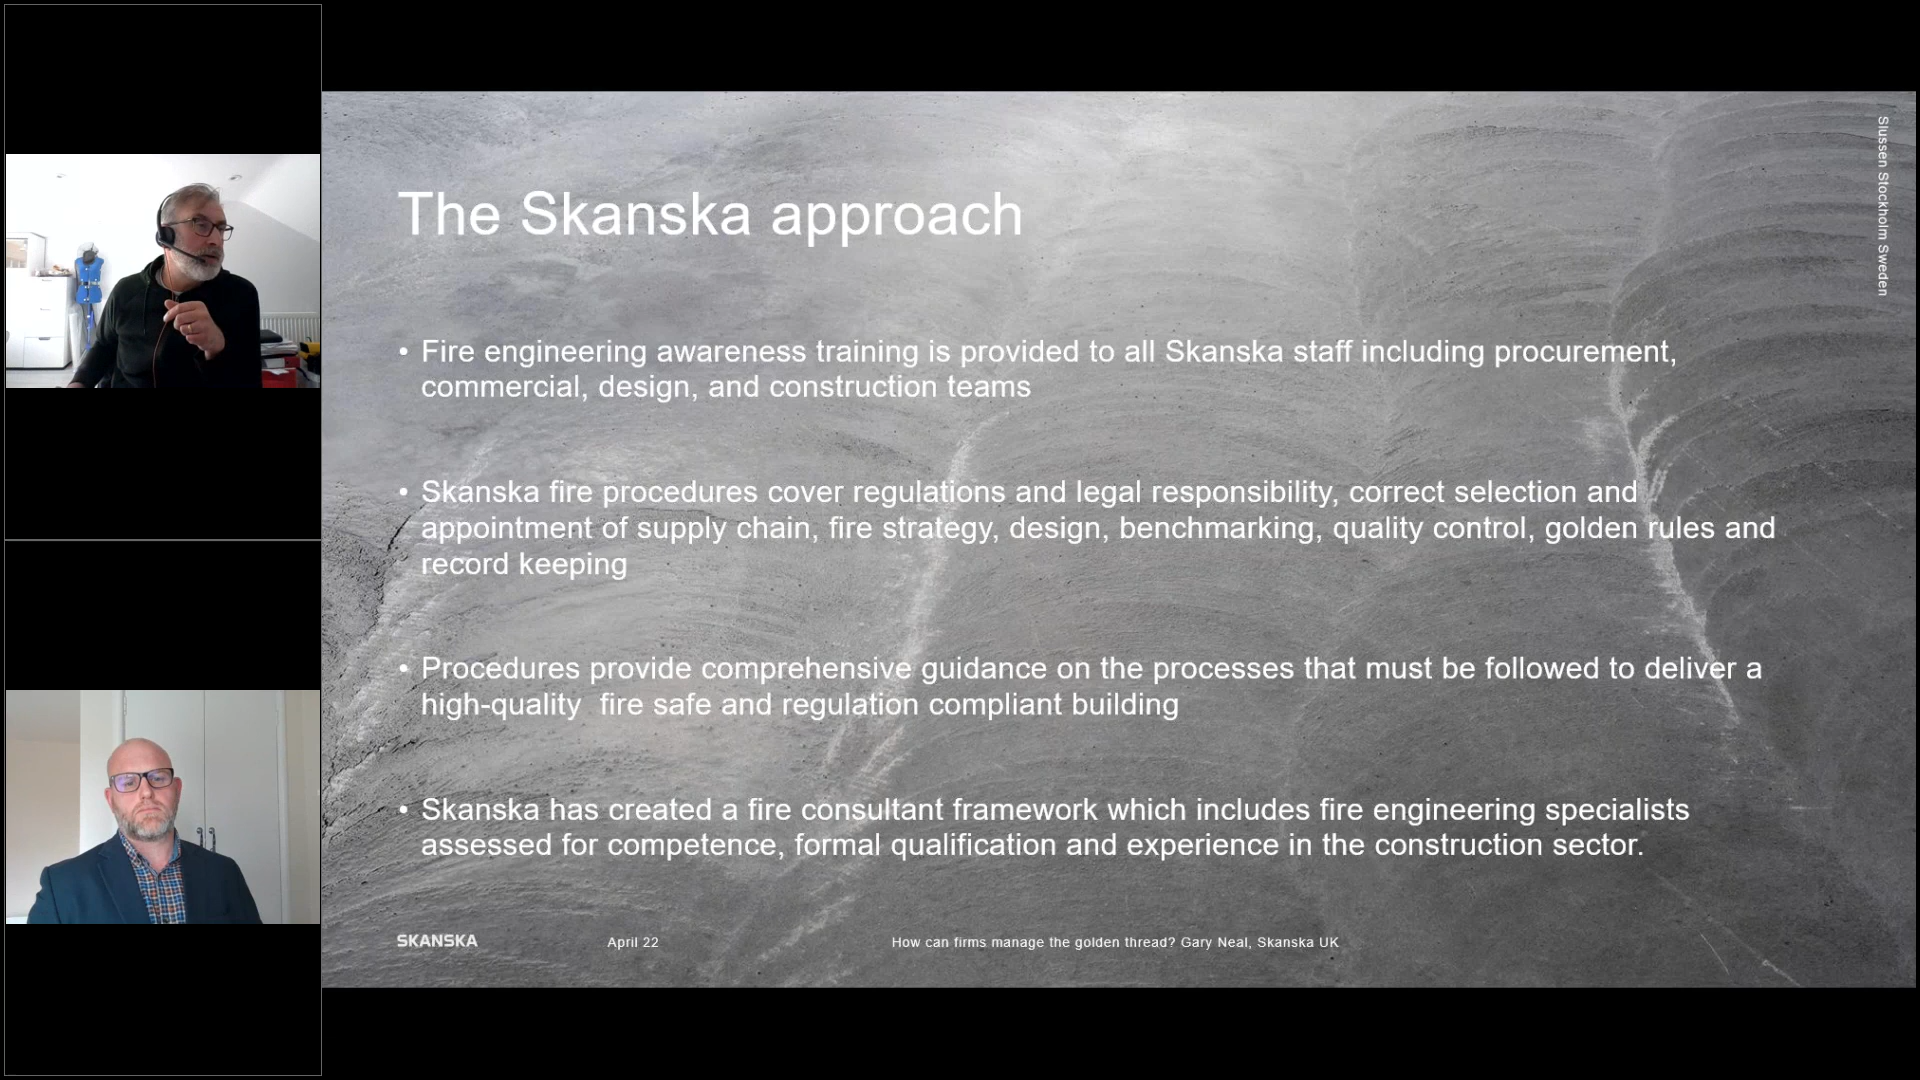 The Skanska approach
• Fire engineering awareness training is provided to all Skanska staff including procurement,
commercial, design, and construction teams
• Skanska fire procedures cover regulations and legal responsibility, correct selection and
appointment of supply chain, fire strategy, design, benchmarking, quality control, golden rules and
record keeping
• Procedures provide comprehensive guidance on the processes that must be followed to deliver a
high-quality  fire safe and regulation compliant building
• Skanska has created a fire consultant framework which includes fire engineering specialists
assessed for competence, formal qualification and experience in the construction sector.
SKANSKA
April 22
How can firms manage the golden thread? Gary Neal, Skanska UK
Slussen Stockholm Sweden